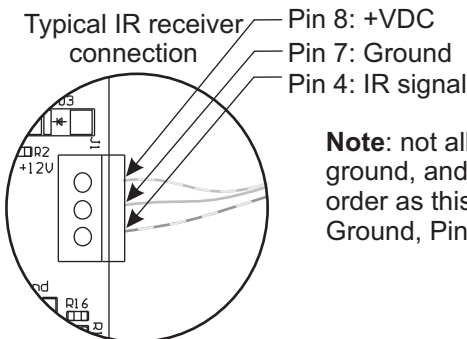 Typical IR receiver
connection
Pin 8: +VDC
Pin 7: Ground
Pin 4: IR signal
Note: not all
ground, and
order as this
Ground, Pin
J1
R2
+12V
R16